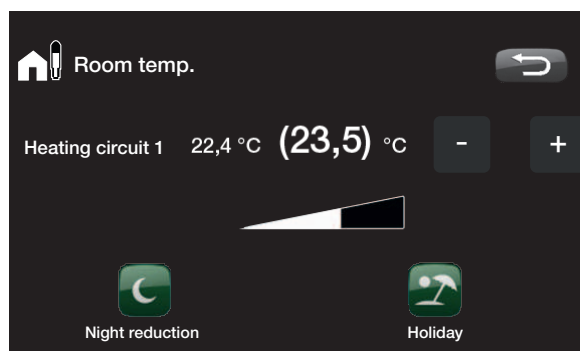 Room temp.
Heating circuit 1 22,4 °C (23,5) °C - +
Night reduction Holiday